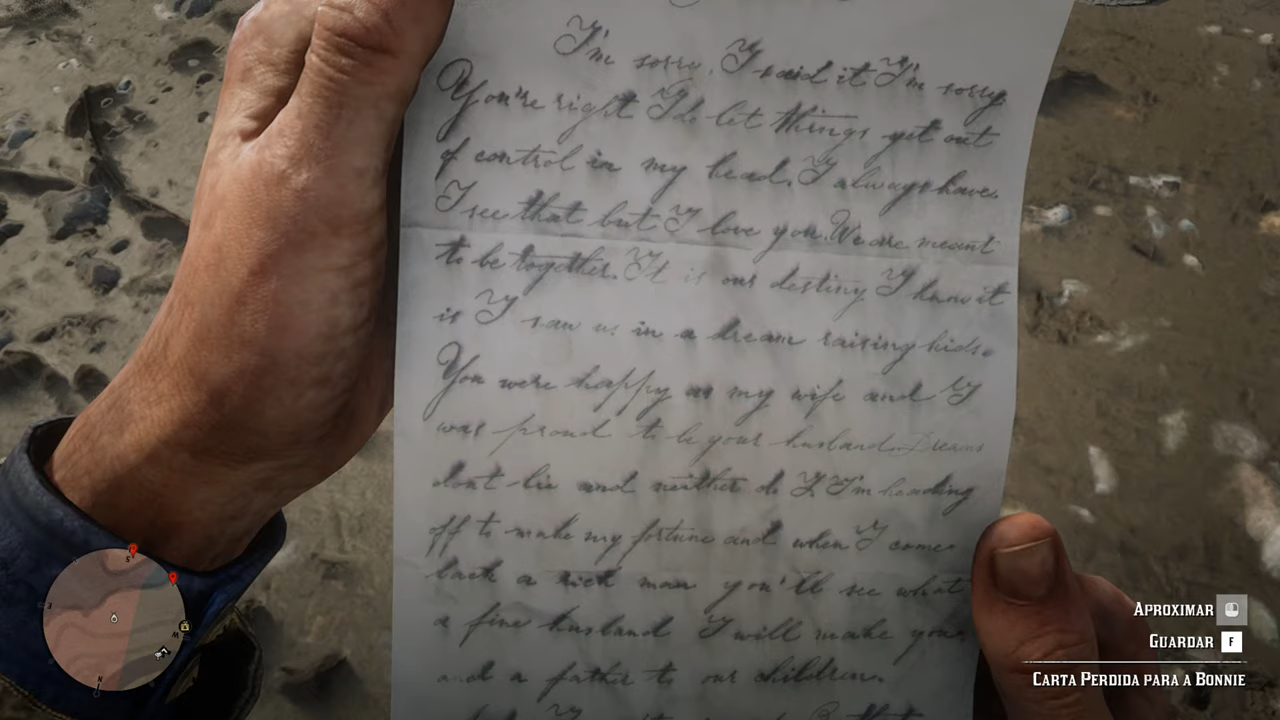 I'm sorry. I said it I'm sorry.
You're right I do let things get out
of control in my head. I always have.
I see that but I love you. We are meant
to be together. It is our destiny I know it
is I saw us in a dream raising kids.
You were happy as my wife and I
was proud to be your husband. Dreams
dont lie and neither do I I'm heading
off to make my fortune and when I come
back a rich man you'll see what
a fine husband I will make you
and a father to our children.
APROXIMAR
GUARDAR F
CARTA PERDIDA PARA A BONNIE
S
E
W
N